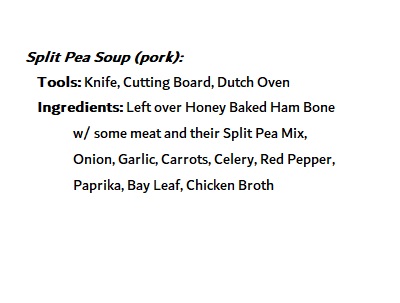 Split Pea Soup (pork):
Tools: Knife, Cutting Board, Dutch Oven
Ingredients: Left over Honey Baked Ham Bone
w/ some meat and their Split Pea Mix,
Onion, Garlic, Carrots, Celery, Red Pepper,
Paprika, Bay Leaf, Chicken Broth